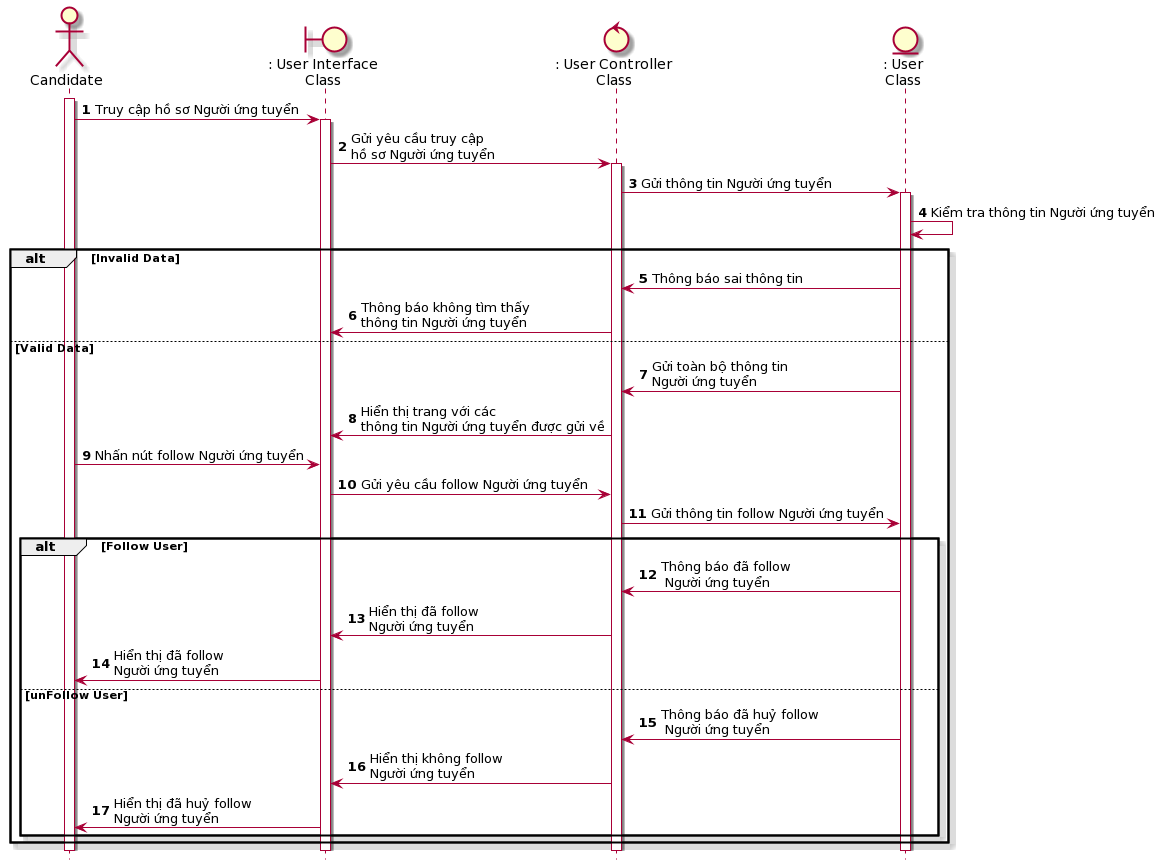 Candidate
: User Interface
Class
: User Controller
Class
: User
Class
1 Truy cập hồ sơ Người ứng tuyển
2 Gửi yêu cầu truy cập
hồ sơ Người ứng tuyển
3 Gửi thông tin Người ứng tuyển
4 Kiểm tra thông tin Người ứng tuyển
alt [Invalid Data]
5 Thông báo sai thông tin
6 Thông báo không tìm thấy
thông tin Người ứng tuyển
[Valid Data]
7 Gửi toàn bộ thông tin
Người ứng tuyển
8 Hiển thị trang với các
thông tin Người ứng tuyển được gửi về
9 Nhấn nút follow Người ứng tuyển
10 Gửi yêu cầu follow Người ứng tuyển
11 Gửi thông tin follow Người ứng tuyển
alt [Follow User]
12 Thông báo đã follow
Người ứng tuyển
13 Hiển thị đã follow
Người ứng tuyển
14 Hiển thị đã follow
Người ứng tuyển
[unFollow User]
15 Thông báo đã huỷ follow
Người ứng tuyển
16 Hiển thị không follow
Người ứng tuyển
17 Hiển thị đã huỷ follow
Người ứng tuyển